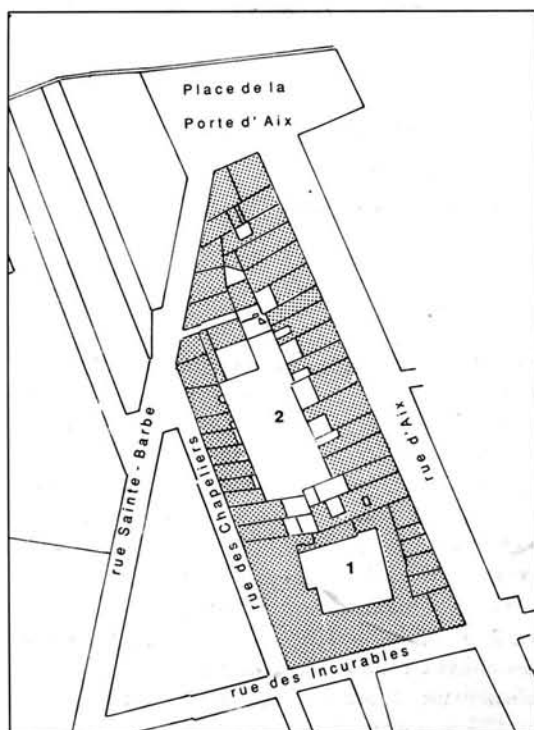 Place de la
Porte d'Aix
2
rue d'Aix
rue Sainte-Barbe
rue des Chapeliers
1
rue des Incurables